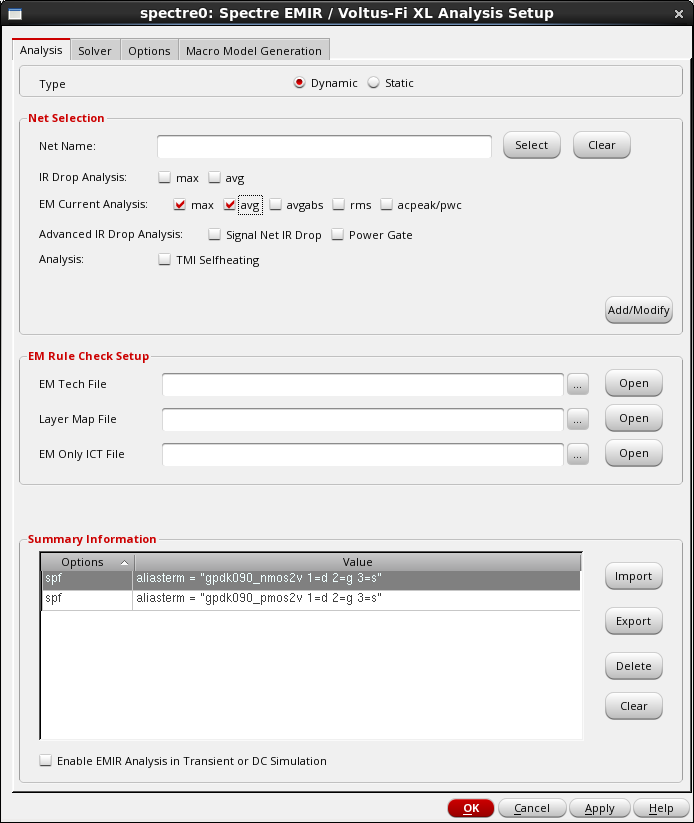 spectre0: Spectre EMIR / Voltus-Fi XL Analysis Setup
Analysis Solver Options Macro Model Generation
Type Dynamic Static
Net Selection
Net Name: Select Clear
IR Drop Analysis: max avg
EM Current Analysis: max avg avgabs rms acpeak/pwc
Advanced IR Drop Analysis: Signal Net IR Drop Power Gate
Analysis: TMI Selfheating
Add/Modify
EM Rule Check Setup
EM Tech File ... Open
Layer Map File ... Open
EM Only ICT File ... Open
Summary Information
Options Value
spf aliasterm = "gpdk090_nmos2v 1=d 2=g 3=s"
spf aliasterm = "gpdk090_pmos2v 1=d 2=g 3=s"
Import
Export
Delete
Clear
Enable EMIR Analysis in Transient or DC Simulation
OK Cancel Apply Help